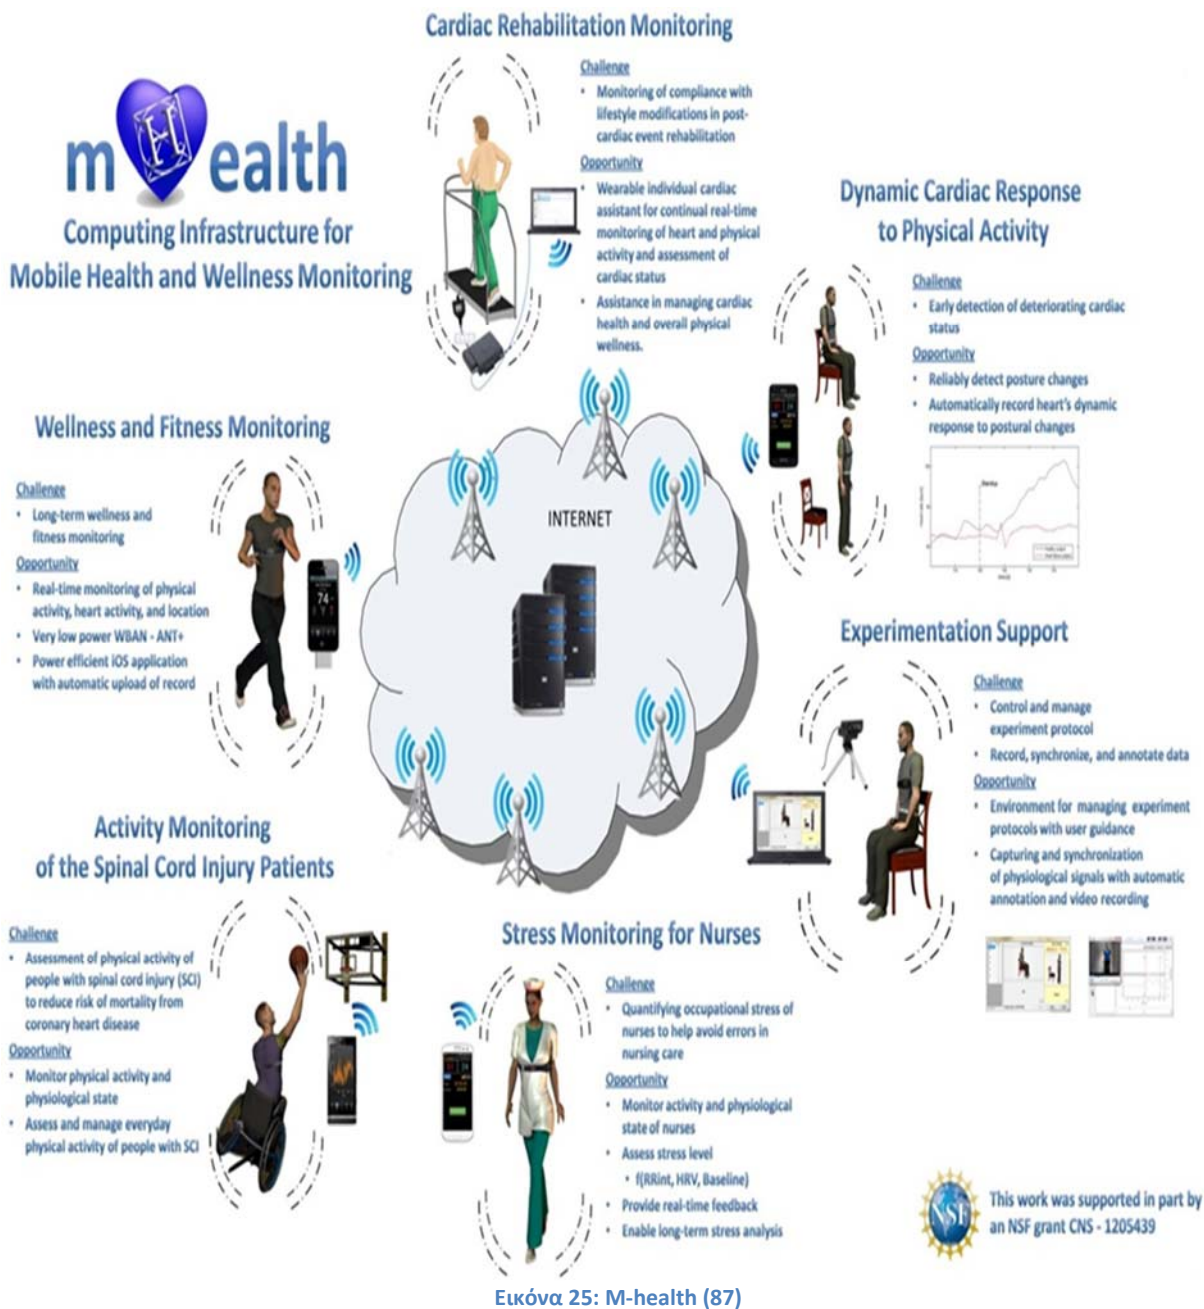 Cardiac Rehabilitation Monitoring
Challenge
• Monitoring of compliance with
lifestyle modifications in post-
cardiac event rehabilitation
Opportunity
• Wearable individual cardiac
assistant for continual real-time
monitoring of heart and physical
activity and assessment of
cardiac status
• Assistance in managing cardiac
health and overall physical
wellness.
mHealth
Computing Infrastructure for
Mobile Health and Wellness Monitoring
Dynamic Cardiac Response
to Physical Activity
Challenge
• Early detection of deteriorating cardiac
status
Opportunity
• Reliably detect posture changes
• Automatically record heart's dynamic
response to postural changes
Wellness and Fitness Monitoring
Challenge
• Long-term wellness and
fitness monitoring
Opportunity
• Real-time monitoring of physical
activity, heart activity, and location
• Very low power WBAN - ANT+
• Power efficient iOS application
with automatic upload of record
74
INTERNET
Experimentation Support
Challenge
• Control and manage
experiment protocol
• Record, synchronize, and annotate data
Opportunity
• Environment for managing experiment
protocols with user guidance
• Capturing and synchronization
of physiological signals with automatic
annotation and video recording
Activity Monitoring
of the Spinal Cord Injury Patients
Challenge
• Assessment of physical activity of
people with spinal cord injury (SCI)
to reduce risk of mortality from
coronary heart disease
Opportunity
• Monitor physical activity and
physiological state
• Assess and manage everyday
physical activity of people with SCI
Stress Monitoring for Nurses
Challenge
• Quantifying occupational stress of
nurses to help avoid errors in
nursing care
Opportunity
• Monitor activity and physiological
state of nurses
• Assess stress level
• f(RRint, HRV, Baseline)
• Provide real-time feedback
• Enable long-term stress analysis
NSF
This work was supported in part by
an NSF grant CNS - 1205439
Εικόνα 25: M-health (87)